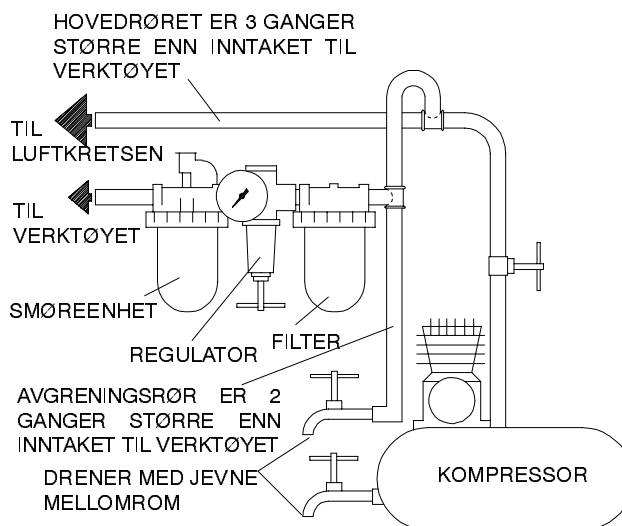 HOVEDRØRET ER 3 GANGER
STØRRE ENN INNTAKET TIL
VERKTØYET
TIL
LUFTKRETSEN
TIL
VERKTØYET
SMØREENHET
REGULATOR
FILTER
AVGRENINGSRØR ER 2
GANGER STØRRE ENN
INNTAKET TIL VERKTØYET
DRENER MED JEVNE
MELLOMROM
KOMPRESSOR